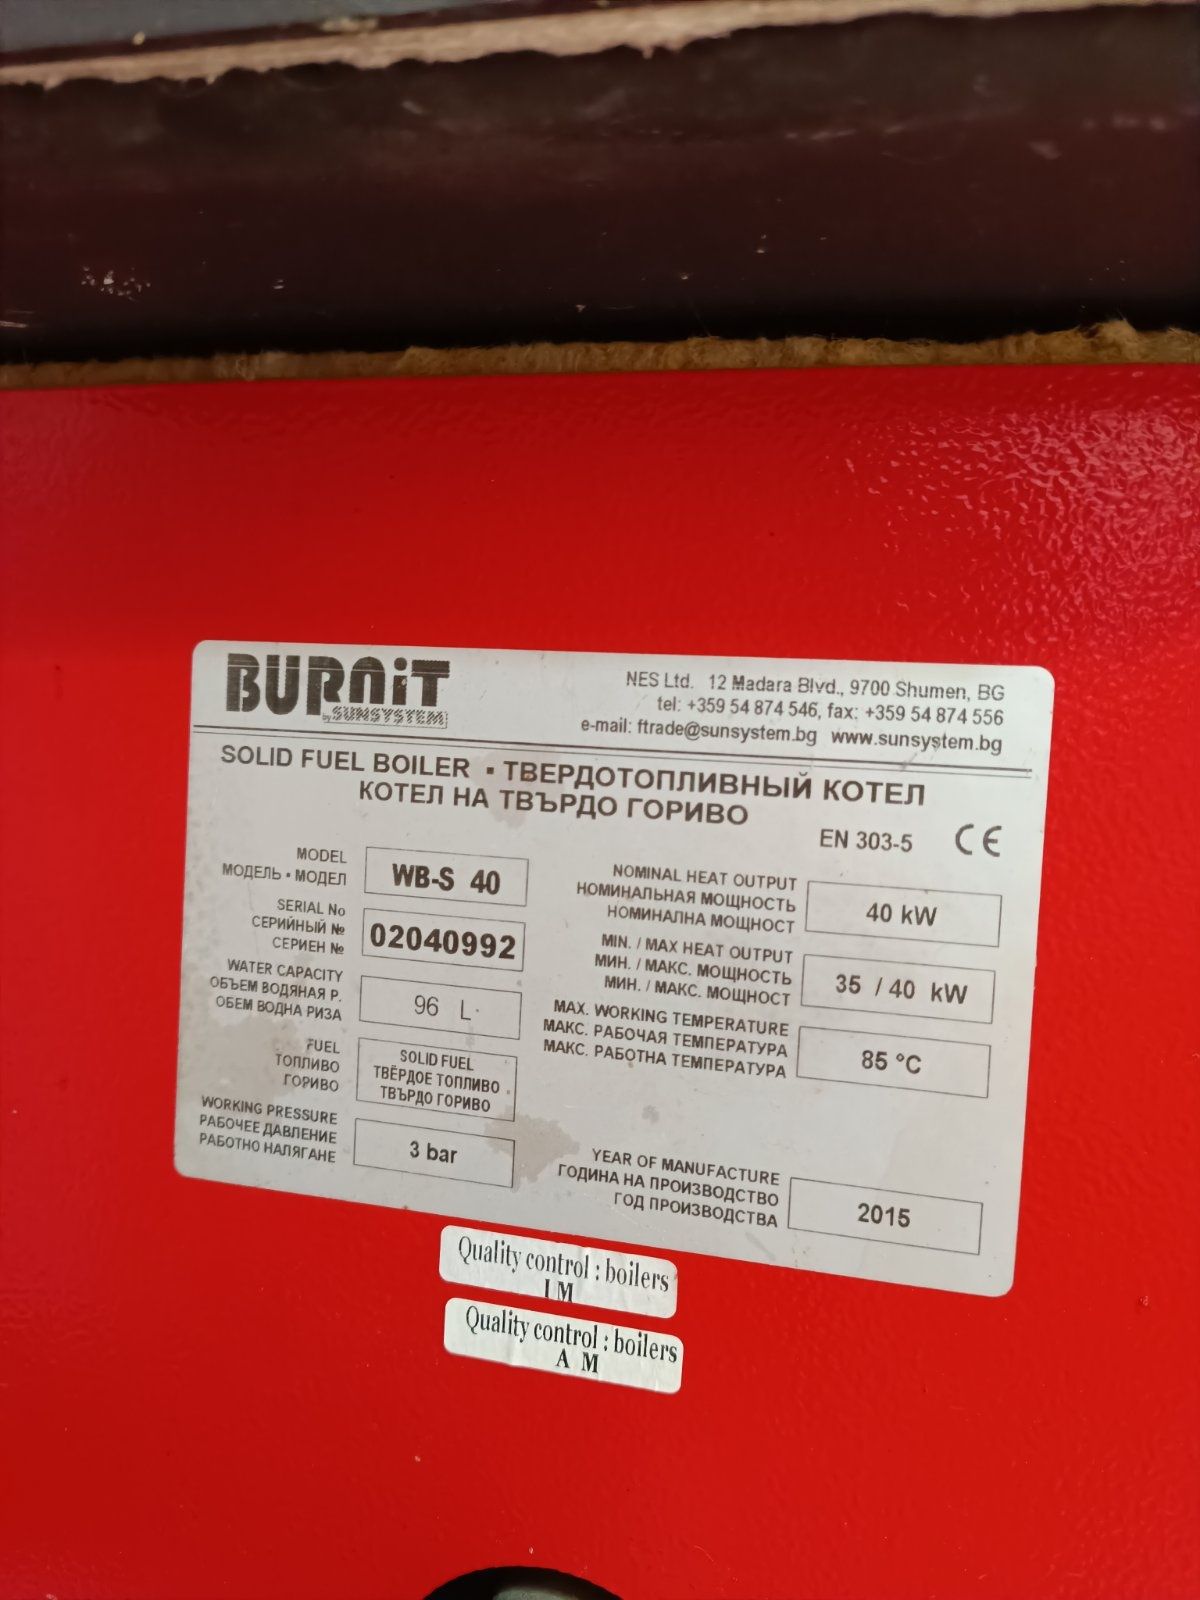 BURNiT
by SUNSYSTEM
NES Ltd. 12 Madara Blvd., 9700 Shumen, BG
tel: +359 54 874 546, fax: +359 54 874 556
e-mail: ftrade@sunsystem.bg www.sunsystem.bg
SOLID FUEL BOILER ▪ ТВЕРДОТОПЛИВНЫЙ КОТЕЛ
КОТЕЛ НА ТВЪРДО ГОРИВО
EN 303-5 CE
MODEL
МОДЕЛЬ ▪ МОДЕЛ
WB-S 40
SERIAL No
СЕРИЙНЫЙ №
СЕРИЕН №
02040992
WATER CAPACITY
ОБЪЕМ ВОДЯНАЯ Р.
ОБЕМ ВОДНА РИЗА
96 L
FUEL
ТОПЛИВО
ГОРИВО
SOLID FUEL
ТВЁРДОЕ ТОПЛИВО
ТВЪРДО ГОРИВО
WORKING PRESSURE
РАБОЧЕЕ ДАВЛЕНИЕ
РАБОТНО НАЛЯГАНЕ
3 bar
NOMINAL HEAT OUTPUT
НОМИНАЛЬНАЯ МОЩНОСТЬ
НОМИНАЛНА МОЩНОСТ
40 kW
MIN. / MAX HEAT OUTPUT
МИН. / МАКС. МОЩНОСТЬ
МИН. / МАКС. МОЩНОСТ
35 / 40 kW
MAX. WORKING TEMPERATURE
МАКС. РАБОЧАЯ ТЕМПЕРАТУРА
МАКС. РАБОТНА ТЕМПЕРАТУРА
85 °C
YEAR OF MANUFACTURE
ГОДИНА НА ПРОИЗВОДСТВО
ГОД ПРОИЗВОДСТВА
2015
Quality control : boilers
I M
Quality control : boilers
A M